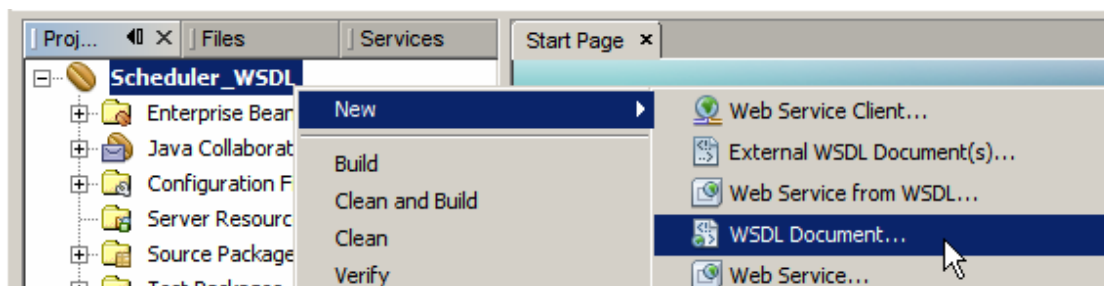 Proj... Files Services Start Page
Scheduler_WSDL
Enterprise Bear
Java Collaborat
Configuration F
Server Resourc
Source Package
New
Build
Clean and Build
Clean
Verify
Web Service Client...
External WSDL Document(s)...
Web Service from WSDL...
WSDL Document...
Web Service...